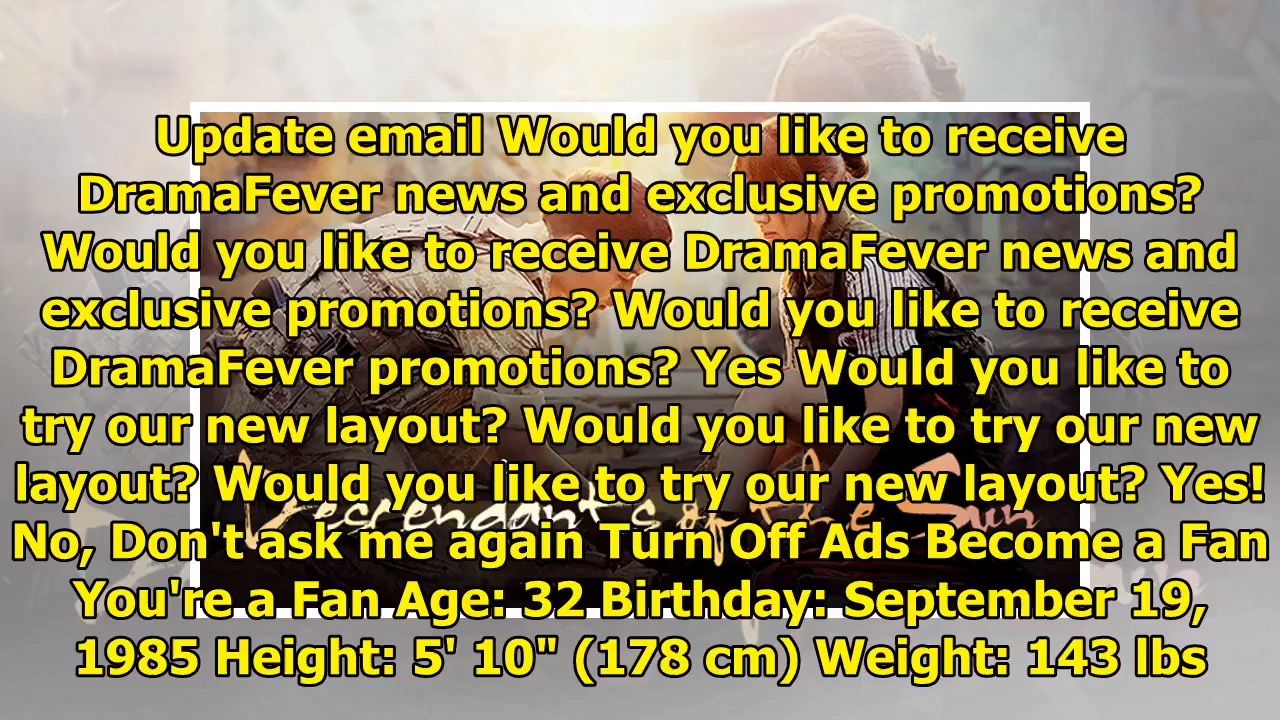 Update email Would you like to receive
DramaFever news and exclusive promotions?
Would you like to receive DramaFever news and
exclusive promotions? Would you like to receive
DramaFever promotions? Yes Would you like to
try our new layout? Would you like to try our new
layout? Would you like to try our new layout? Yes!
Descendants of the Sun
No, Don't ask me again Turn Off Ads Become a Fan
You're a Fan Age: 32 Birthday: September 19,
1985 Height: 5' 10" (178 cm) Weight: 143 lbs